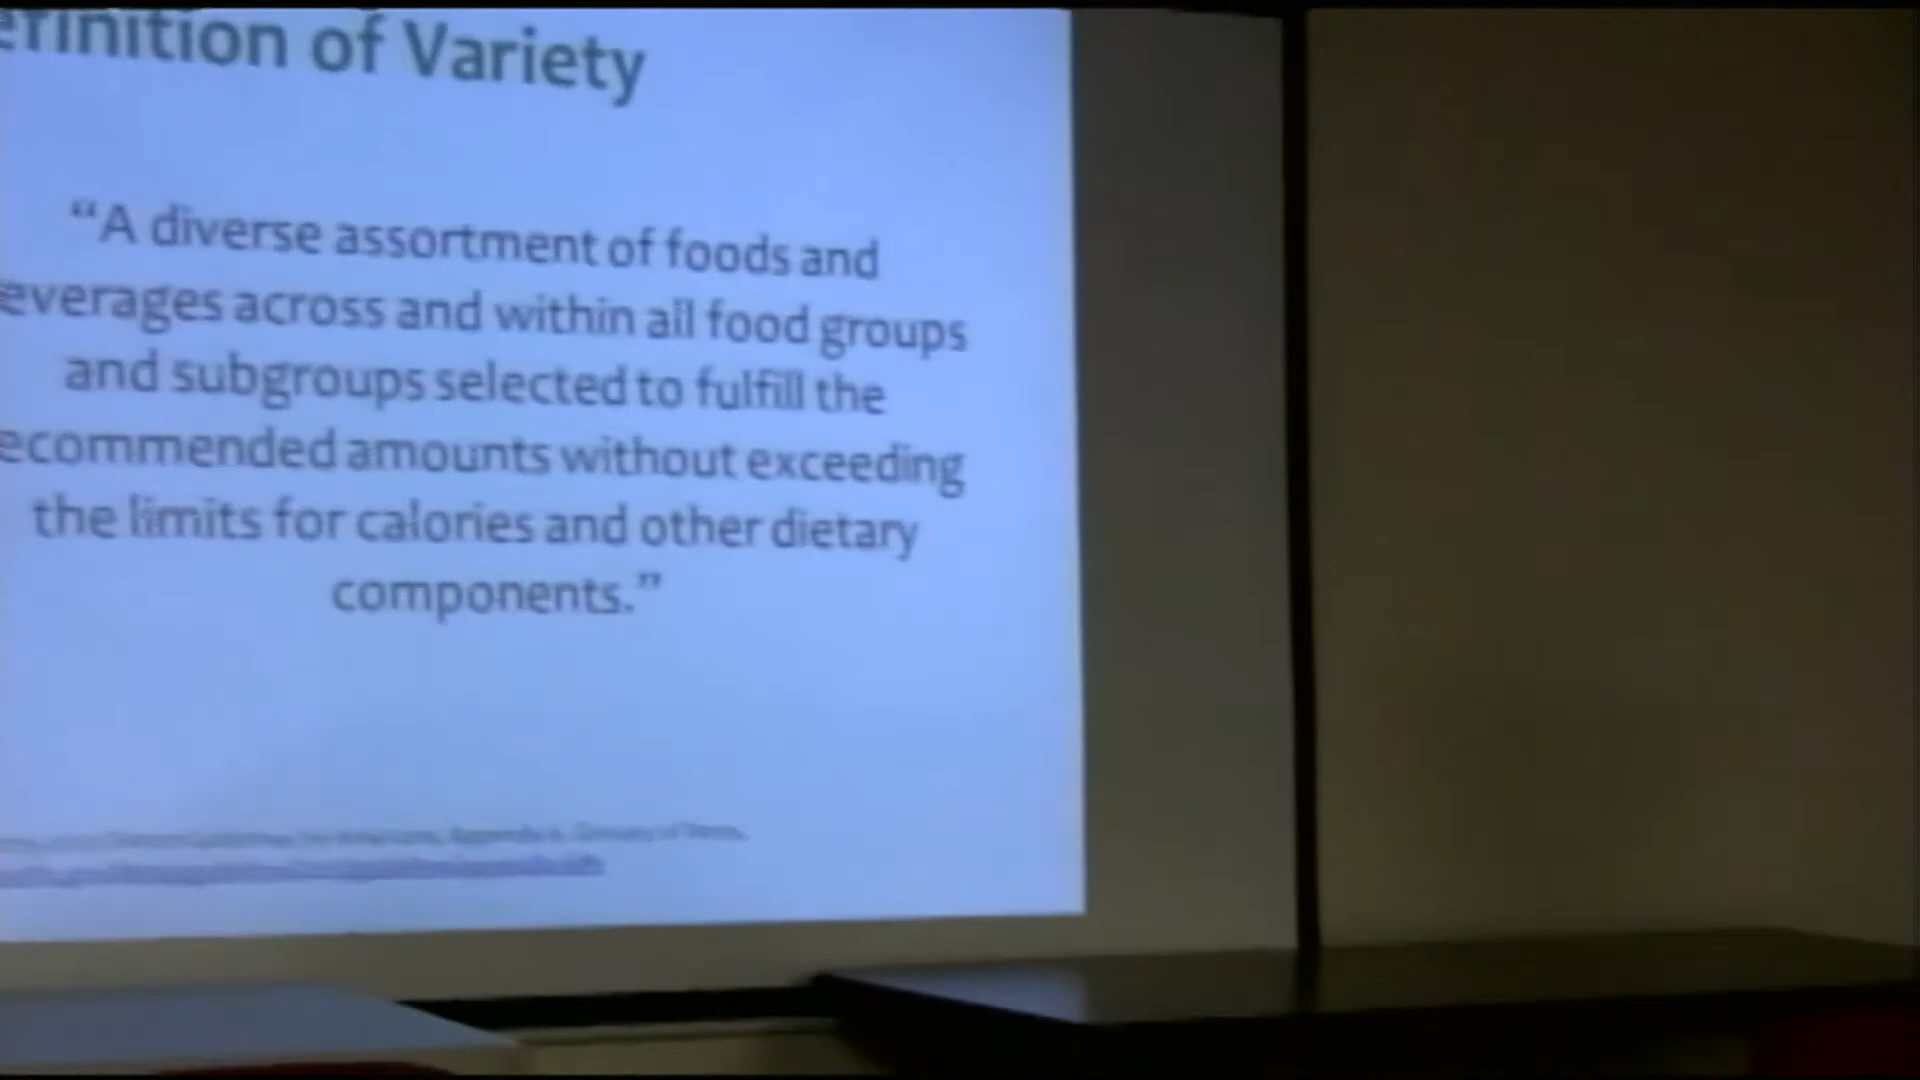 efinition of Variety
“A diverse assortment of foods and
everages across and within all food groups
and subgroups selected to fulfill the
ecommended amounts without exceeding
the limits for calories and other dietary
components.”